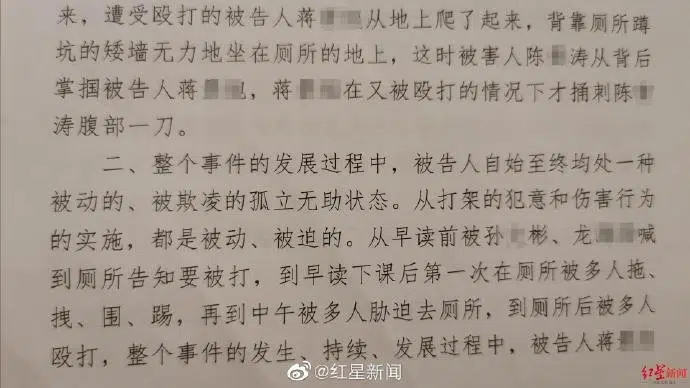 来，遭受殴打的被告人蒋 从地上爬了起来，背靠厕所蹲
坑的矮墙无力地坐在厕所的地上，这时被害人陈 涛从背后
掌掴被告人蒋 ，蒋 在又被殴打的情况下才捅刺陈
涛腹部一刀。
二、整个事件的发展过程中，被告人自始至终均处一种
被动的、被欺凌的孤立无助状态。从打架的犯意和伤害行为
的实施，都是被动、被迫的。从早读前被孙 彬、龙 喊
到厕所告知要被打，到早读下课后第一次在厕所被多人拖、
拽、围、踢，再到中午被多人胁迫去厕所，到厕所后被多人
殴打，整个事件的发生、持续、发展过程中，被告人蒋
@红星新闻
红星新闻